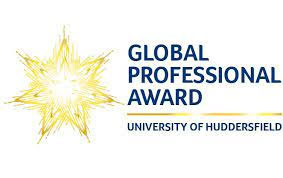 GLOBAL
PROFESSIONAL
AWARD
UNIVERSITY OF HUDDERSFIELD